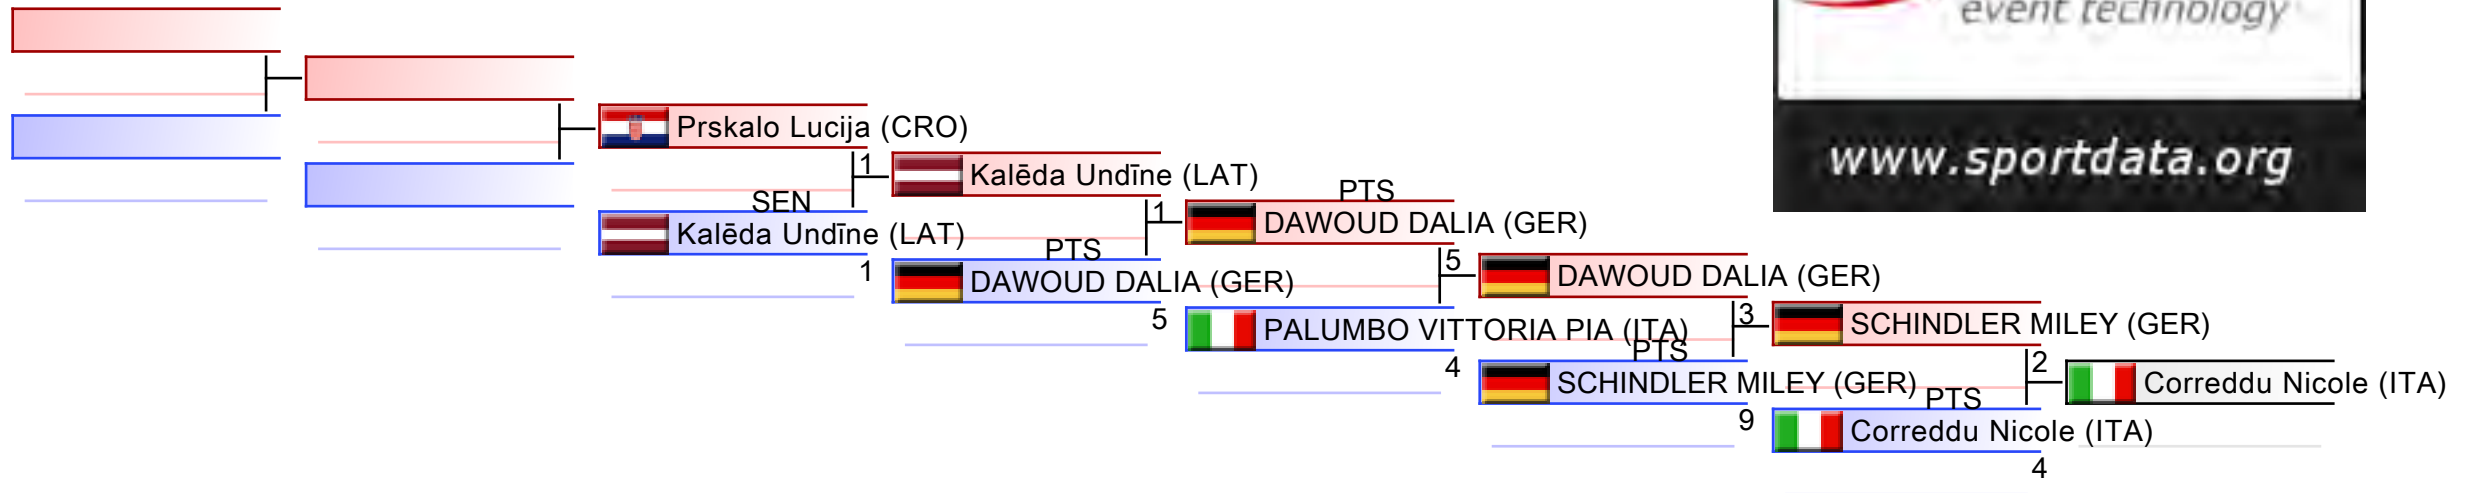 event technology
www.sportdata.org
Prskalo Lucija (CRO)
1
SEN
Kalēda Undīne (LAT)
1
Kalēda Undīne (LAT)
1
PTS
DAWOUD DALIA (GER)
5
PTS
DAWOUD DALIA (GER)
5
PALUMBO VITTORIA PIA (ITA)
4
DAWOUD DALIA (GER)
3
PTS
SCHINDLER MILEY (GER)
9
SCHINDLER MILEY (GER)
2
PTS
Correddu Nicole (ITA)
4
Correddu Nicole (ITA)